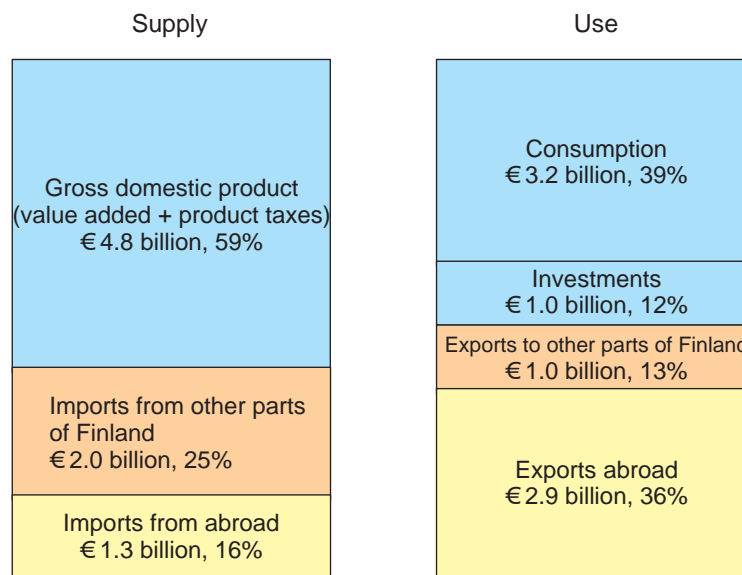 Supply
Gross domestic product
(value added + product taxes)
€4.8 billion, 59%
Imports from other parts
of Finland
€2.0 billion, 25%
Imports from abroad
€1.3 billion, 16%
Use
Consumption
€3.2 billion, 39%
Investments
€1.0 billion, 12%
Exports to other parts of Finland
€1.0 billion, 13%
Exports abroad
€2.9 billion, 36%